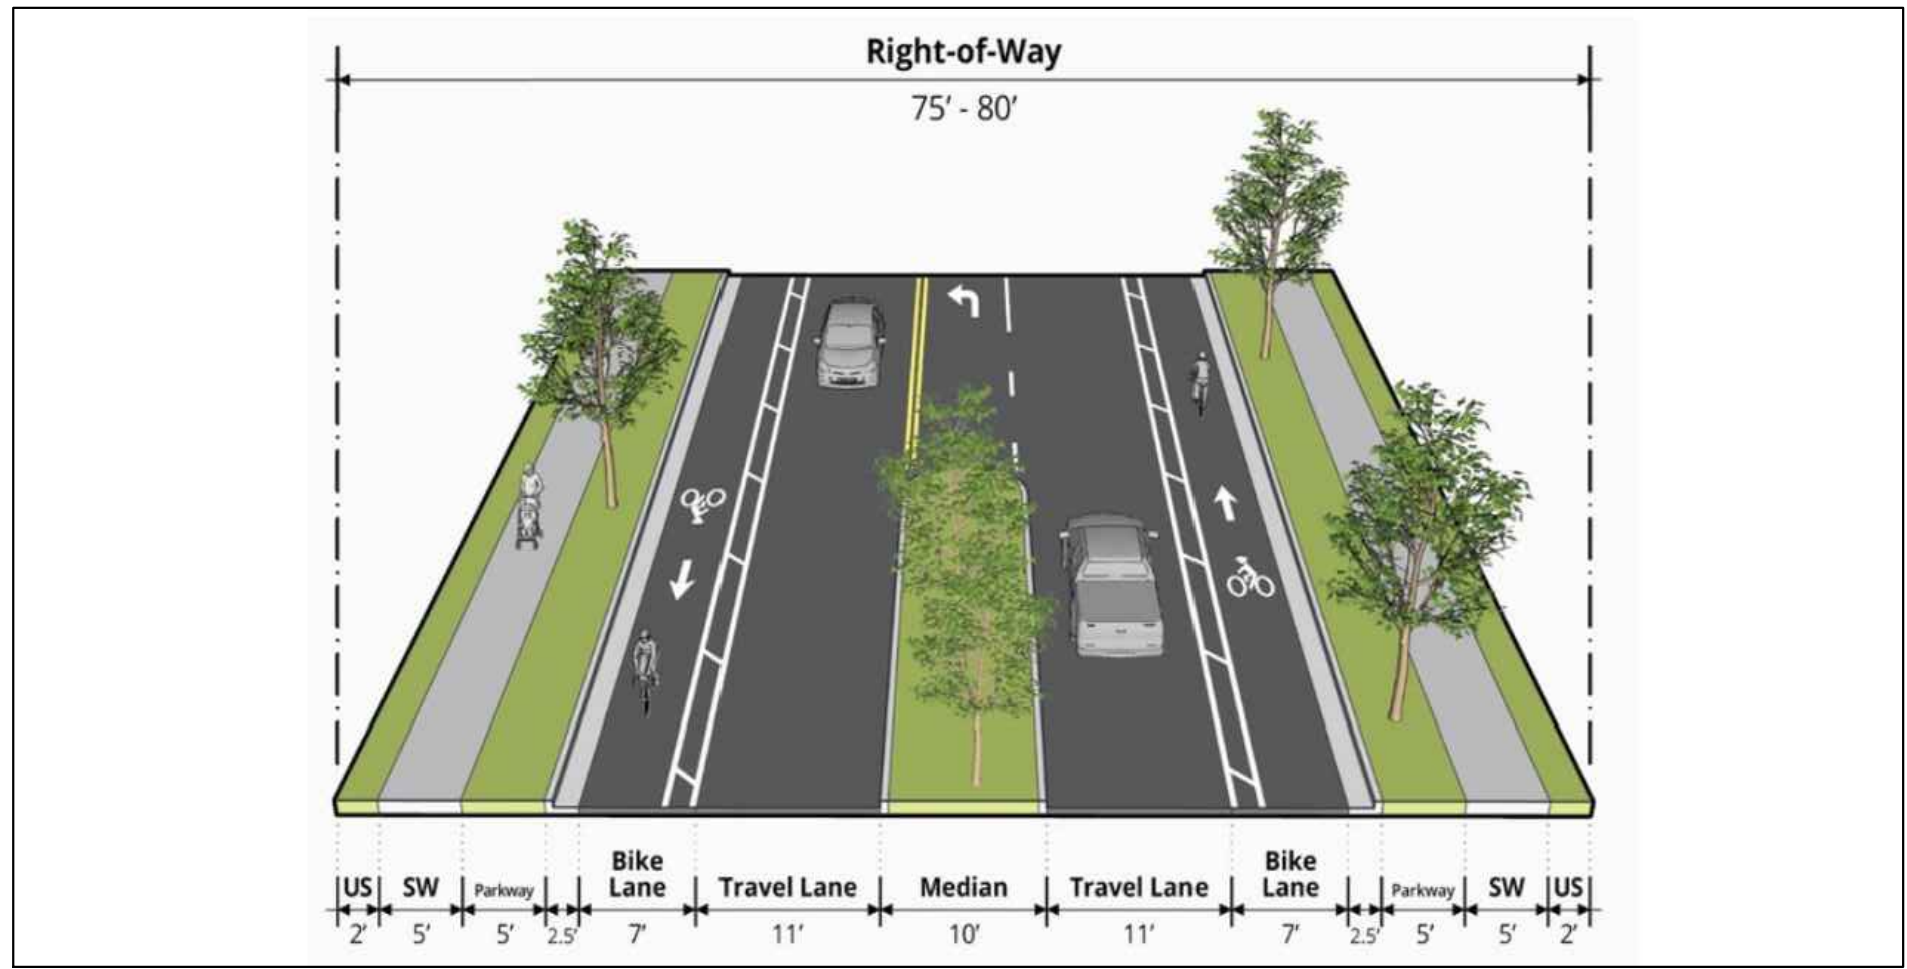 Right-of-Way
75' - 80'
US SW Parkway Bike Lane Travel Lane Median Travel Lane Bike Lane Parkway SW US
2' 5' 5' 2.5' 7' 11' 10' 11' 7' 2.5' 5' 5' 2'